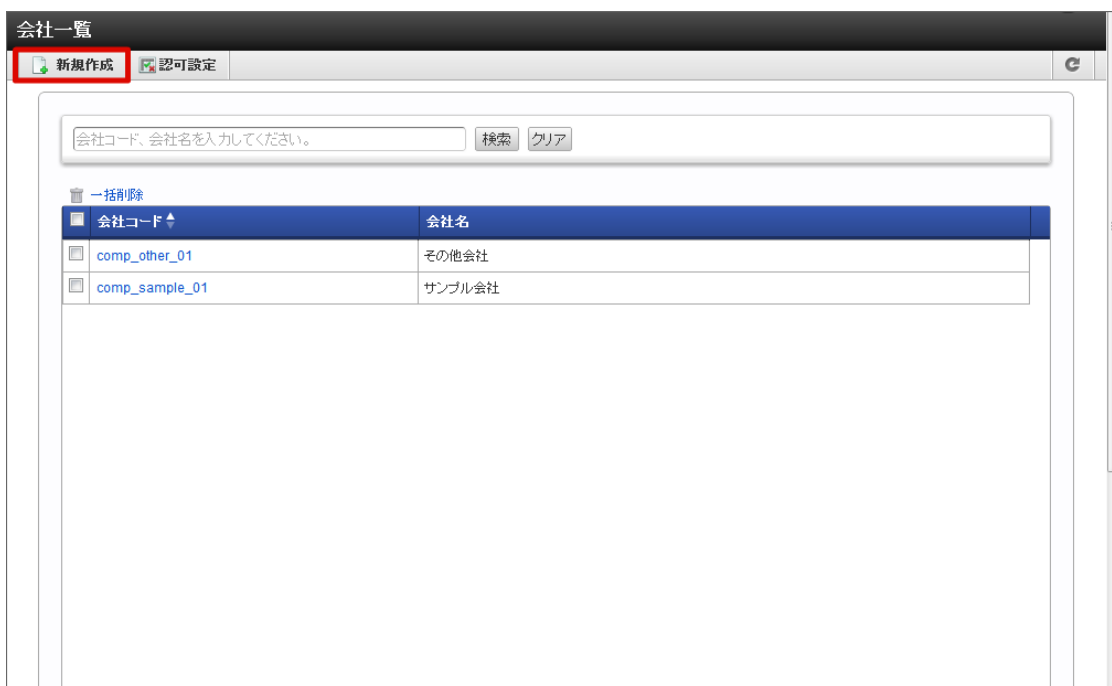 会社一覧
新規作成 認可設定
会社コード、会社名を入力してください。 検索 クリア
一括削除
会社コード 会社名
comp_other_01 その他会社
comp_sample_01 サンプル会社